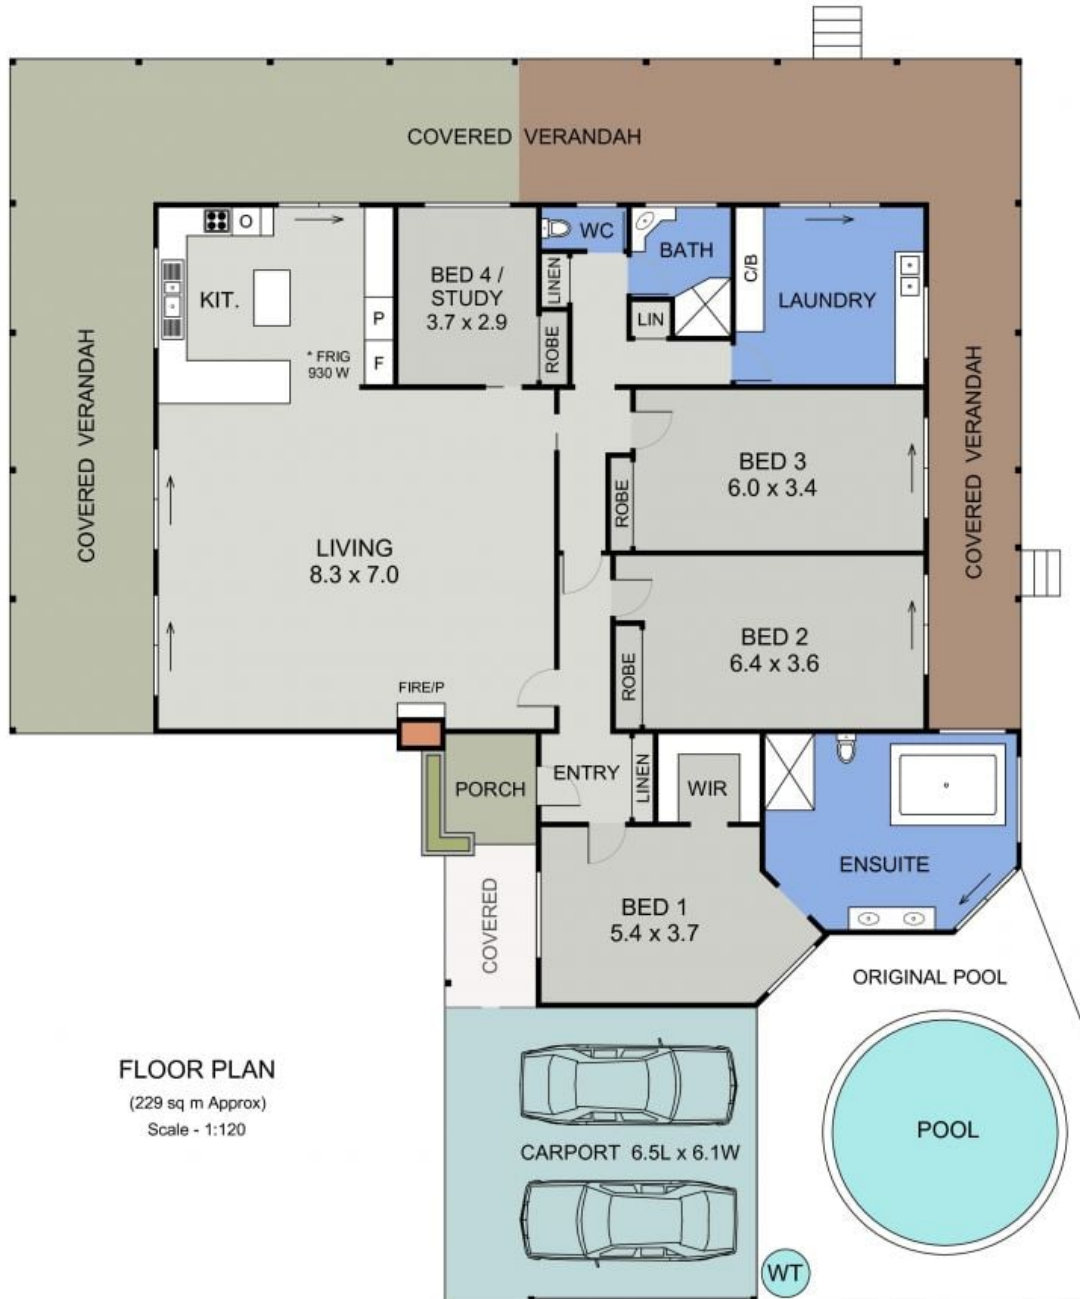 COVERED VERANDAH
O
KIT.
P
F
* FRIG
930 W
BED 4 /
STUDY
3.7 x 2.9
WC
LINEN
ROBE
BATH
LIN
C/B
LAUNDRY
COVERED VERANDAH
COVERED VERANDAH
BED 3
6.0 x 3.4
ROBE
LIVING
8.3 x 7.0
BED 2
6.4 x 3.6
ROBE
FIRE/P
PORCH
ENTRY
LINEN
WIR
ENSUITE
COVERED
BED 1
5.4 x 3.7
ORIGINAL POOL
FLOOR PLAN
(229 sq m Approx)
Scale - 1:120
CARPORT 6.5L x 6.1W
POOL
WT